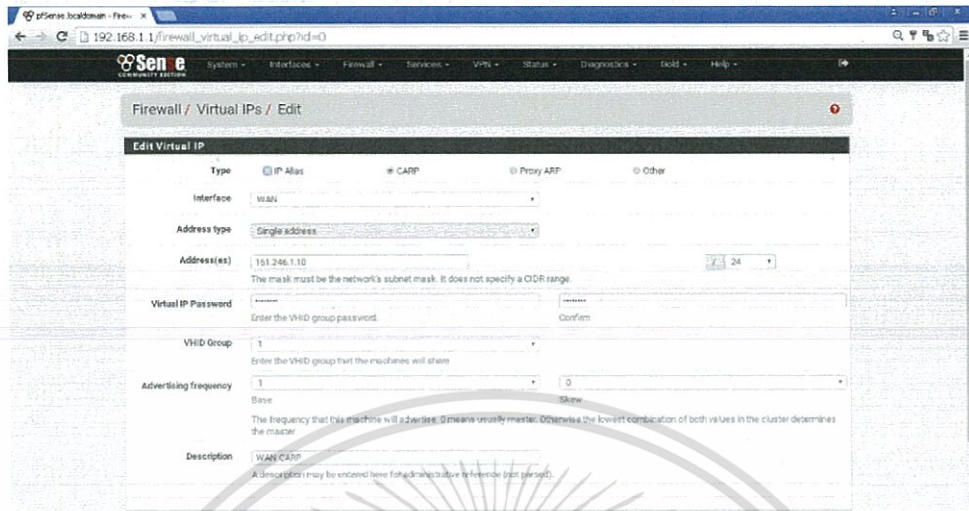 pfSense.localdomain - Firew
192.168.1.1/firewall_virtual_ip_edit.php?id=0
Sense
COMMUNITY EDITION
System Interfaces Firewall Services VPN Status Diagnostics Gold Help
Firewall / Virtual IPs / Edit
Edit Virtual IP
Type IP Alias CARP Proxy ARP Other
Interface WAN
Address type Single address
Address(es) 151.246.1.10 / 24
The mask must be the network's subnet mask. It does not specify a CIDR range.
Virtual IP Password
Enter the VHID group password. Confirm
VHID Group 1
Enter the VHID group that the machines will share
Advertising frequency 1 0
Base Skew
The frequency that this machine will advertise. 0 means usually master. Otherwise the lowest combination of both values in the cluster determines
the master.
Description WAN CARP
A description may be entered here for administrative reference (not parsed).